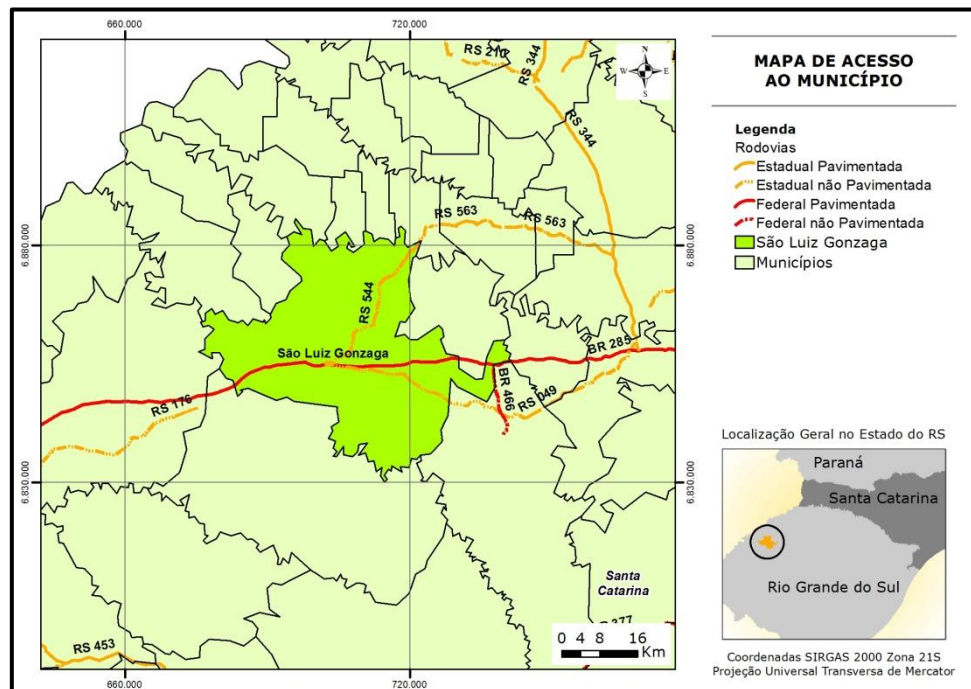 660.000
720.000
RS 210
RS 344
N
W
E
S
RS 344
RS 563
RS 563
6.880.000
6.880.000
RS 544
São Luiz Gonzaga
BR 285
BR 466
RS 049
RS 176
6.830.000
6.830.000
Santa
Catarina
RS 453
0 4 8 16
Km
660.000
720.000
MAPA DE ACESSO
AO MUNICÍPIO
Legenda
Rodovias
Estadual Pavimentada
Estadual não Pavimentada
Federal Pavimentada
Federal não Pavimentada
São Luiz Gonzaga
Municípios
Localização Geral no Estado do RS
Paraná
Santa Catarina
Rio Grande do Sul
Coordenadas SIRGAS 2000 Zona 21S
Projeção Universal Transversa de Mercator